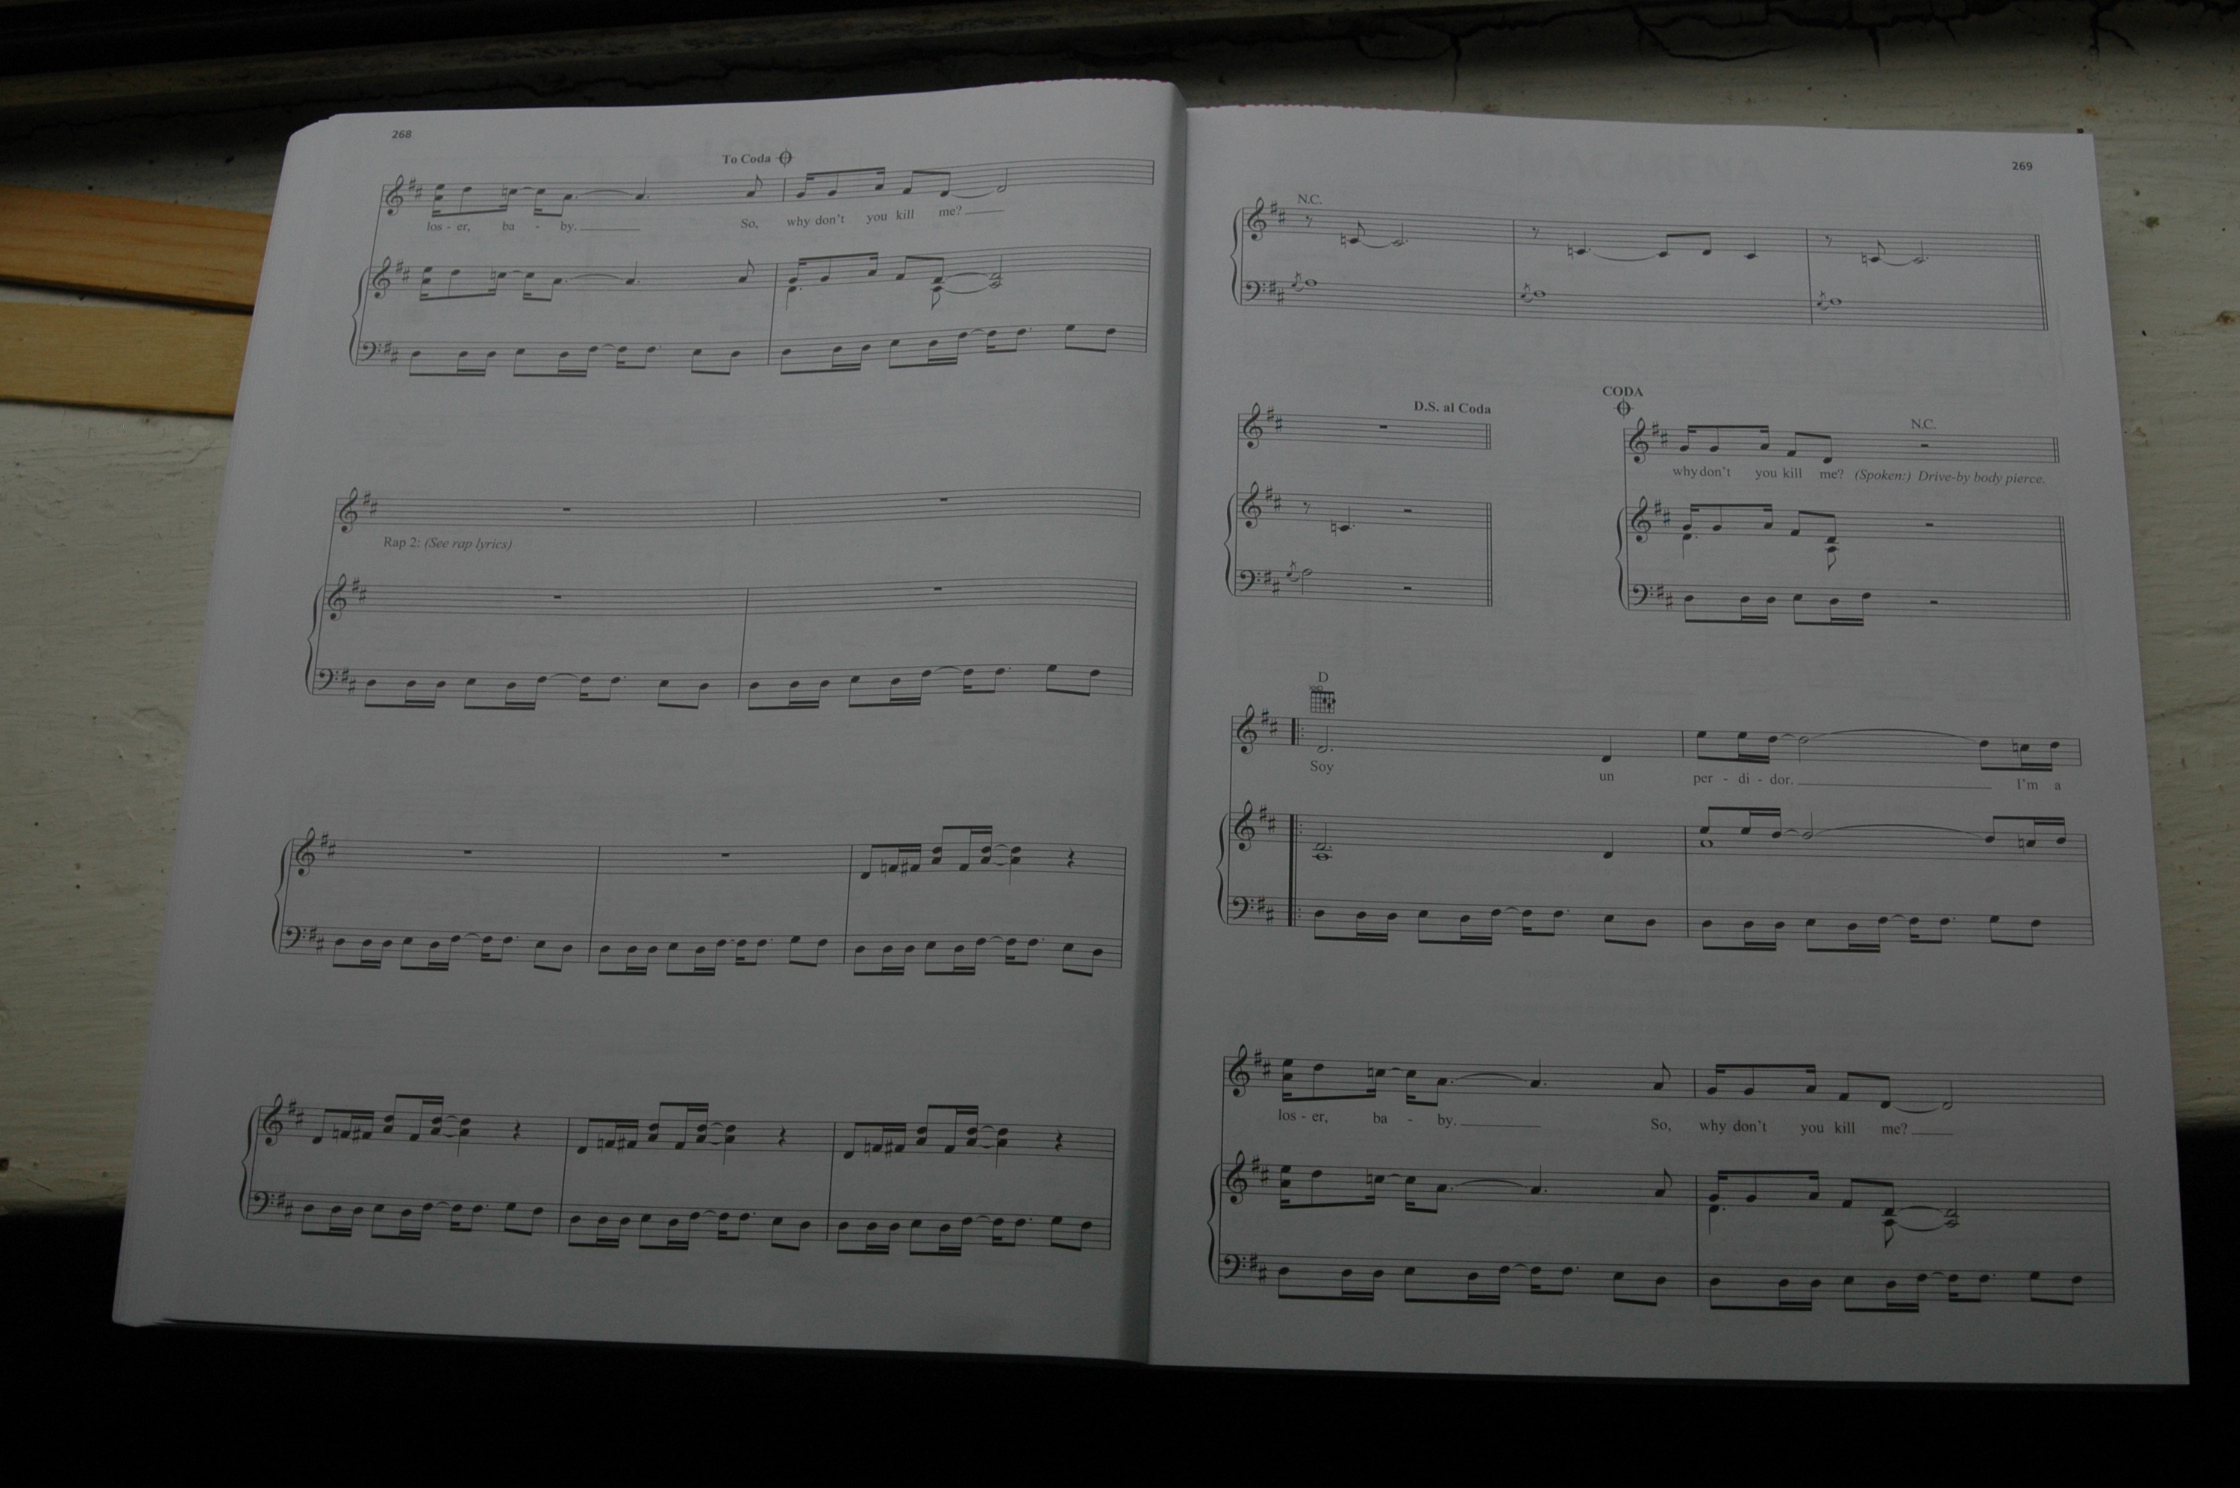 268
To Coda
los - er, ba - by. So, why don't you kill me?
Rap 2: (See rap lyrics)
269
N.C.
D.S. al Coda
CODA
N.C.
why don't you kill me? (Spoken:) Drive-by body pierce.
D
Soy un per - di - dor. I'm a
los - er, ba - by. So, why don't you kill me?